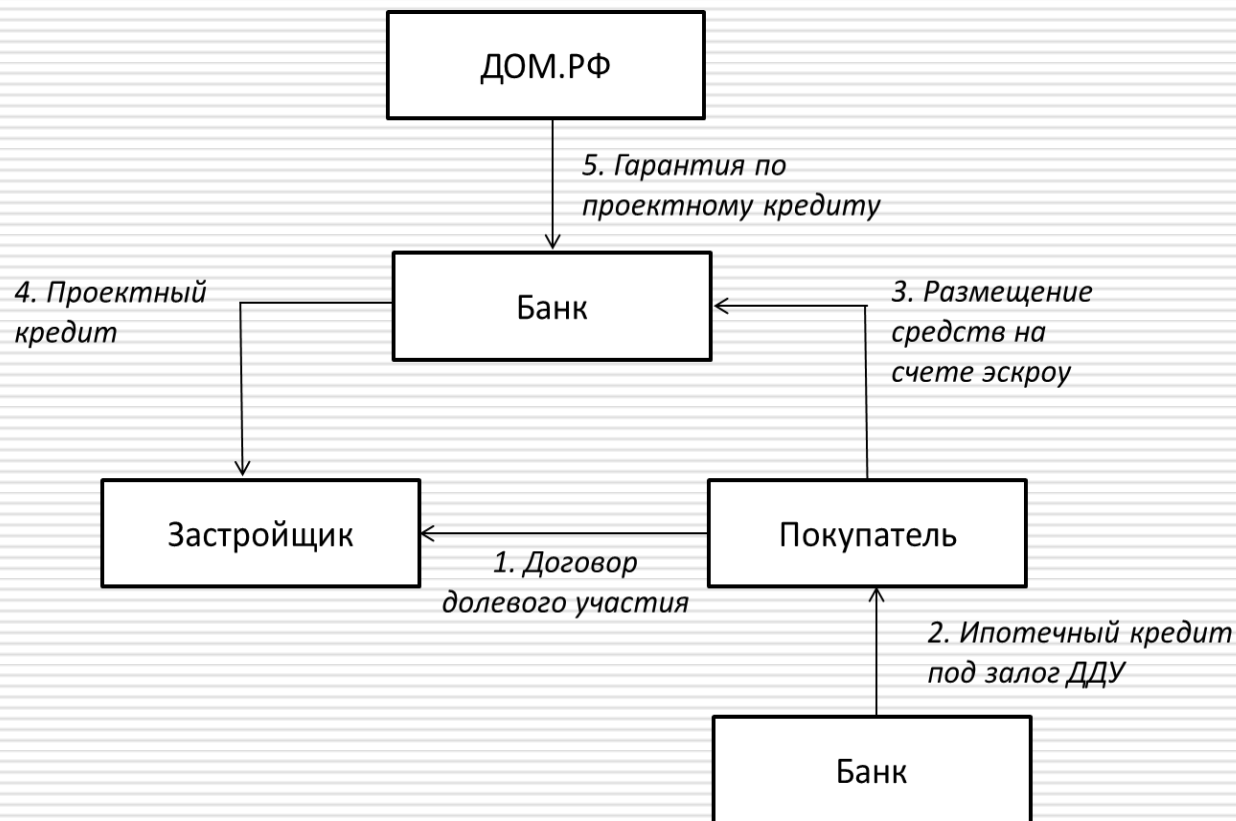 ДОМ.РФ
5. Гарантия по
проектному кредиту
4. Проектный
кредит
Банк
3. Размещение
средств на
счете эскроу
Застройщик
Покупатель
1. Договор
долевого участия
2. Ипотечный кредит
под залог ДДУ
Банк